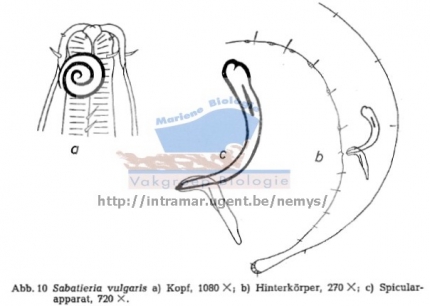 Marine Biology
a
c
b
Vakgroep Biologie
http://intramar.ugent.be/nemys/
Abb. 10 Sabatieria vulgaris a) Kopf, 1080 ×; b) Hinterkörper, 270 ×; c) Spicular-
apparat, 720 ×.